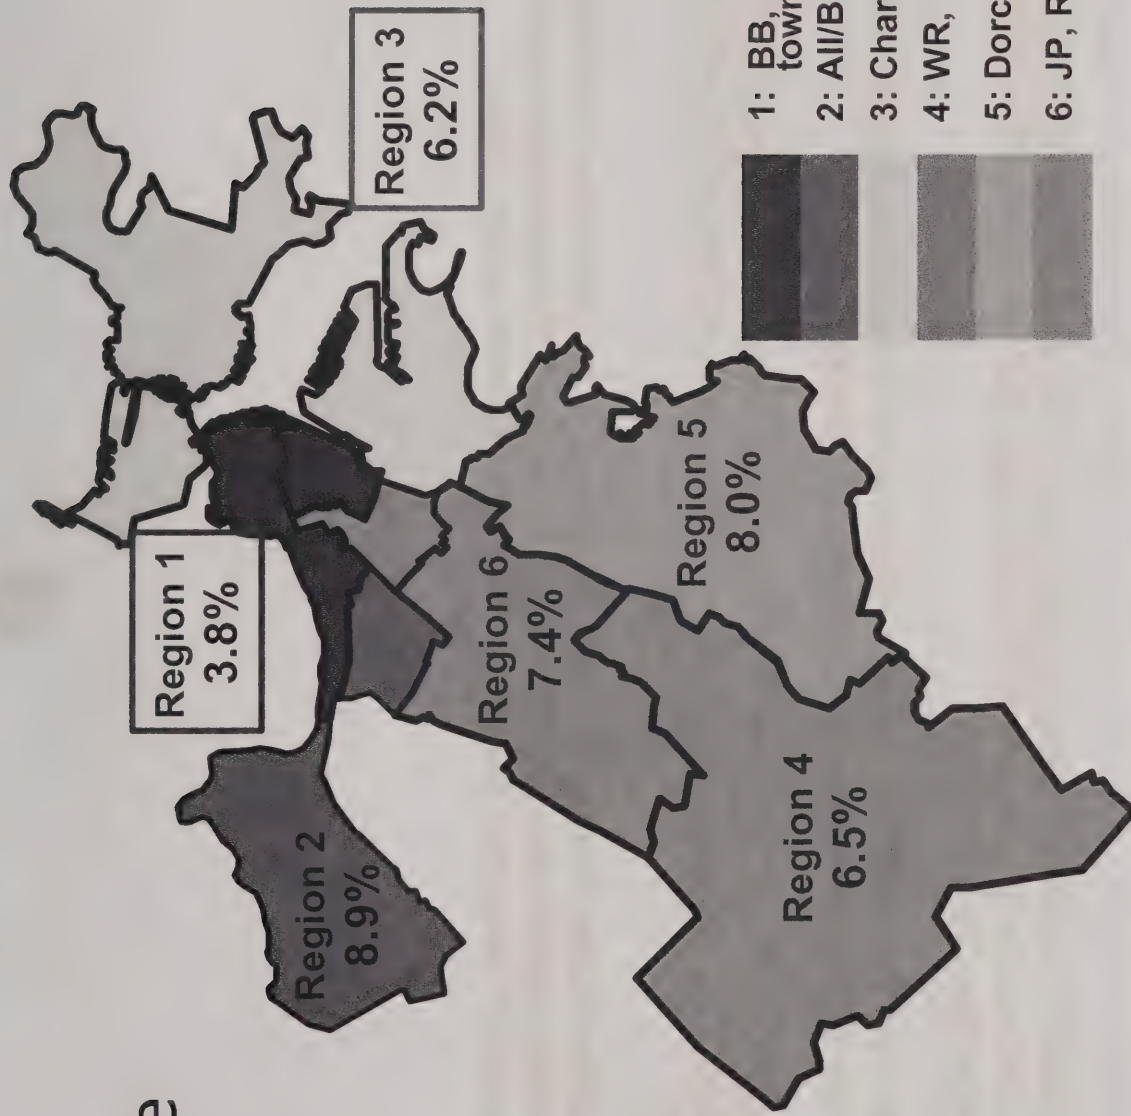 e
Region 3
6.2%
Region 1
3.8%
Region 2
8.9%
Region 6
7.4%
Region 5
8.0%
Region 4
6.5%
1: BB,
town
2: All/B
3: Char
4: WR,
5: Dorc
6: JP, R